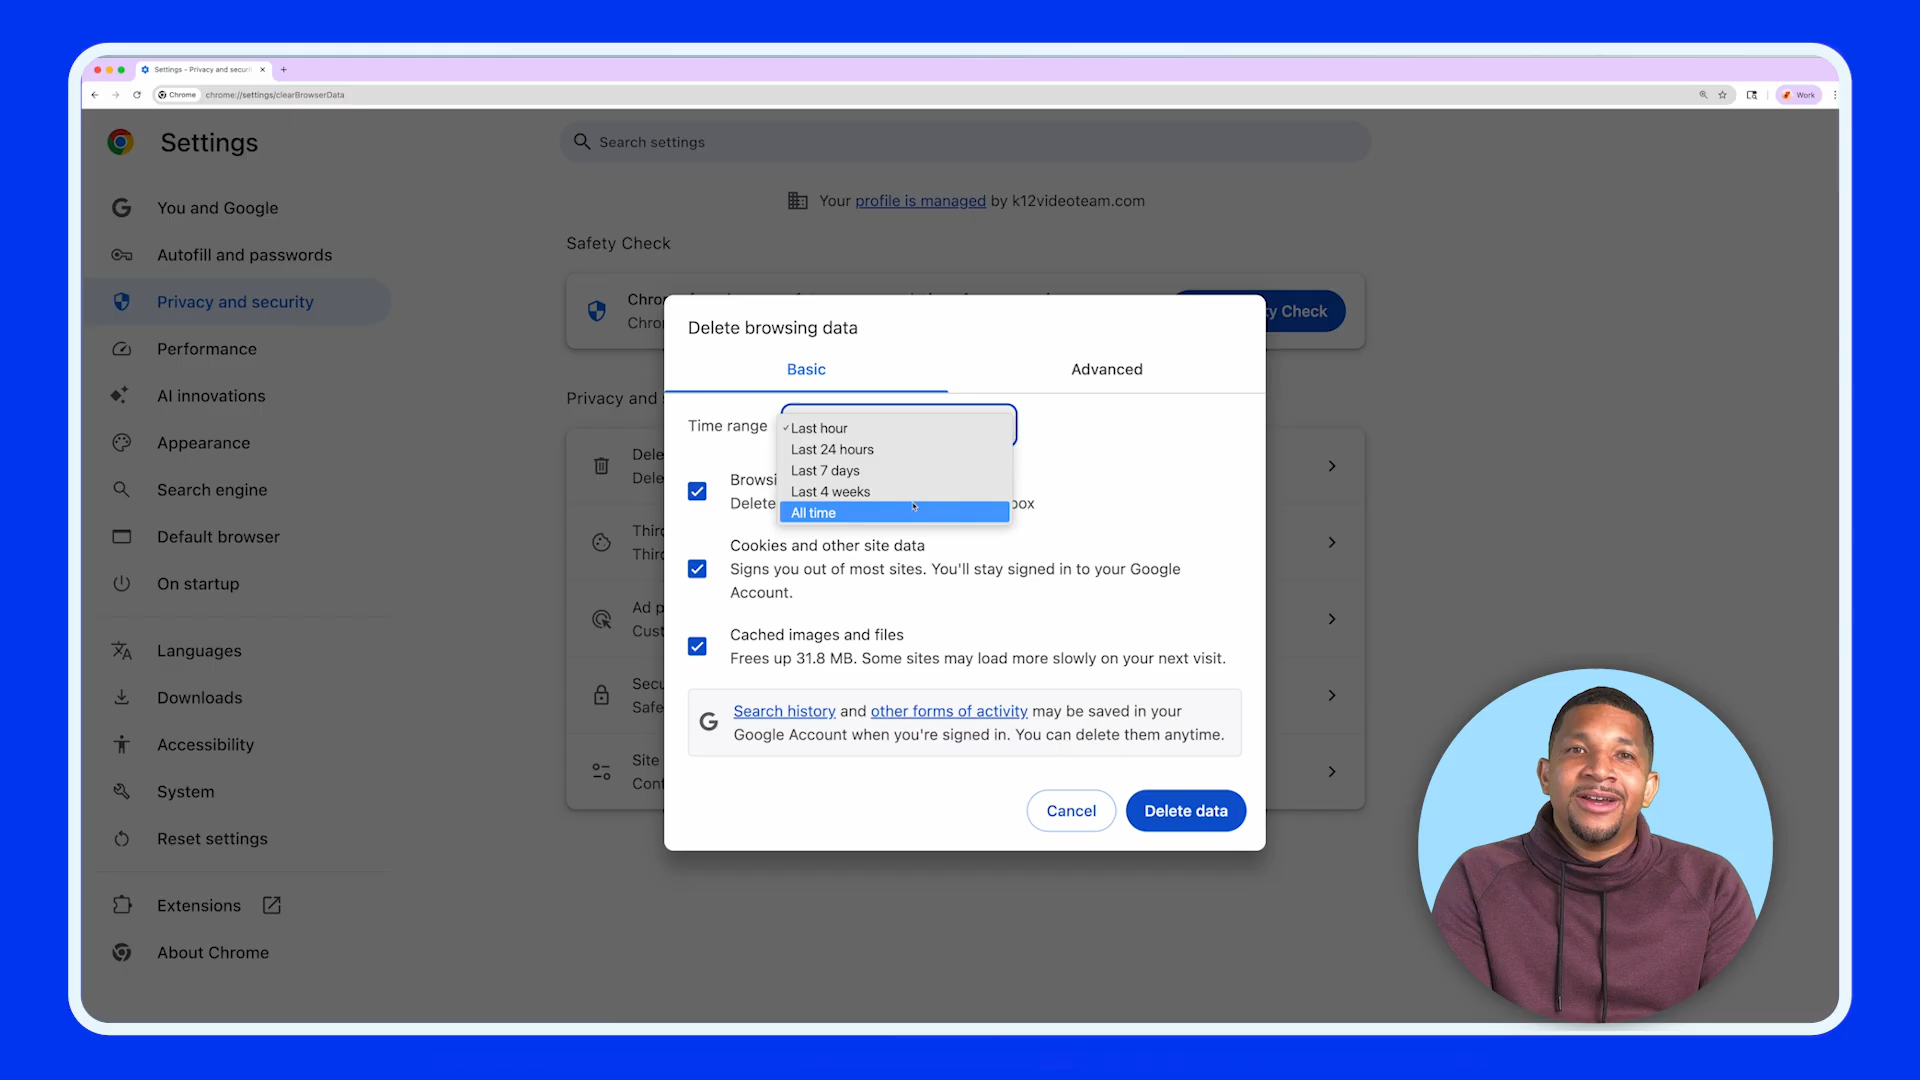 Settings - Privacy and securi
Chrome
chrome://settings/clearBrowserData
Work
Settings
Search settings
Your profile is managed by k12videoteam.com
You and Google
Autofill and passwords
Privacy and security
Performance
AI innovations
Appearance
Search engine
Default browser
On startup
Languages
Downloads
Accessibility
System
Reset settings
Extensions
About Chrome
Safety Check
Chro
Chro
ty Check
Privacy and
Dele
Dele
Thir
Thir
Ad p
Cust
Secu
Safe
Site
Cont
Delete browsing data
Basic
Advanced
Time range
Last hour
Last 24 hours
Last 7 days
Last 4 weeks
All time
Browsi
Delete
box
Cookies and other site data
Signs you out of most sites. You'll stay signed in to your Google
Account.
Cached images and files
Frees up 31.8 MB. Some sites may load more slowly on your next visit.
Search history and other forms of activity may be saved in your
Google Account when you're signed in. You can delete them anytime.
Cancel
Delete data